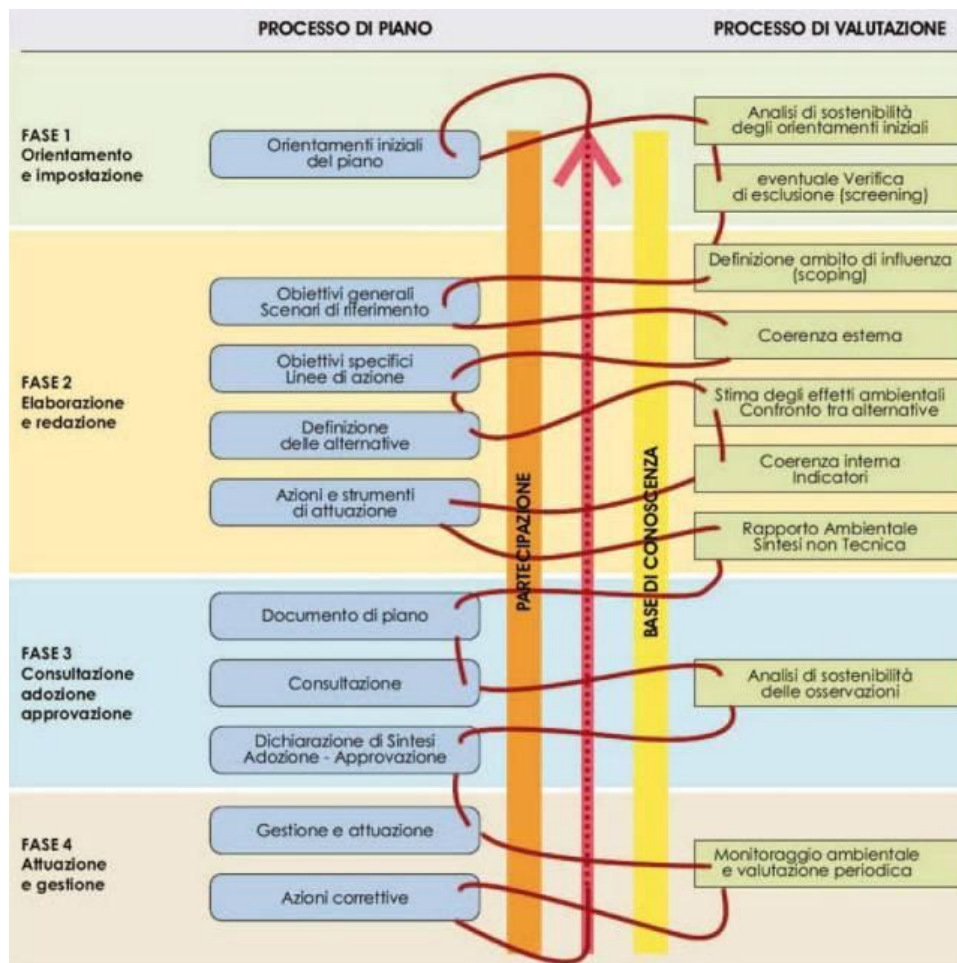 PROCESSO DI PIANO
PROCESSO DI VALUTAZIONE
FASE 1
Orientamento
e impostazione
Orientamenti iniziali
del piano
Analisi di sostenibilità
degli orientamenti iniziali
eventuale Verifica
di esclusione (screening)
FASE 2
Elaborazione
e redazione
Obiettivi generali
Scenari di riferimento
Definizione ambito di influenza
(scoping)
Coerenza esterna
Obiettivi specifici
Linee di azione
Definizione
delle alternative
Stima degli effetti ambientali
Confronto tra alternative
Coerenza interna
Indicatori
Azioni e strumenti
di attuazione
Rapporto Ambientale
Sintesi non Tecnica
PARTECIPAZIONE
BASE DI CONOSCENZA
FASE 3
Consultazione
adozione
approvazione
Documento di piano
Consultazione
Analisi di sostenibilità
delle osservazioni
Dichiarazione di Sintesi
Adozione - Approvazione
FASE 4
Attuazione
e gestione
Gestione e attuazione
Monitoraggio ambientale
e valutazione periodica
Azioni correttive